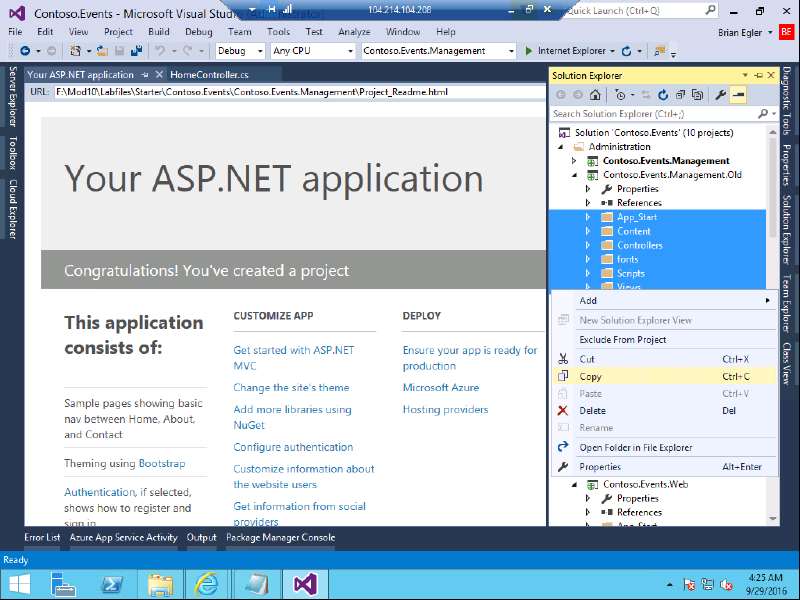 Contoso.Events - Microsoft Visual Stu
104.214.104.208
Quick Launch (Ctrl+Q)
File Edit View Project Build Debug Team Tools Test Analyze Window Help
Brian Egler BE
Debug Any CPU Contoso.Events.Management Internet Explorer
Server Explorer
Toolbox
Cloud Explorer
Your ASP.NET application HomeController.cs
URL: F:\Mod10\Labfiles\Starter\Contoso.Events\Contoso.Events.Management\Project_Readme.html
Your ASP.NET application
Congratulations! You've created a project
This application
consists of:
Sample pages showing basic
nav between Home, About,
and Contact
Theming using Bootstrap
Authentication, if selected,
shows how to register and
sign in
CUSTOMIZE APP
Get started with ASP.NET
MVC
Change the site's theme
Add more libraries using
NuGet
Configure authentication
Customize information about
the website users
Get information from social
providers
DEPLOY
Ensure your app is ready for
production
Microsoft Azure
Hosting providers
Solution Explorer
Search Solution Explorer (Ctrl+;)
Solution 'Contoso.Events' (10 projects)
Administration
Contoso.Events.Management
Contoso.Events.Management.Old
Properties
References
App_Start
Content
Controllers
fonts
Scripts
Views
Add
New Solution Explorer View
Exclude From Project
Cut Ctrl+X
Copy Ctrl+C
Paste Ctrl+V
Delete Del
Rename
Open Folder in File Explorer
Properties Alt+Enter
Contoso.Events.Web
Properties
References
App_Start
Diagnostic Tools
Properties
Solution Explorer
Team Explorer
Class View
Error List Azure App Service Activity Output Package Manager Console
Ready
4:25 AM
9/29/2016